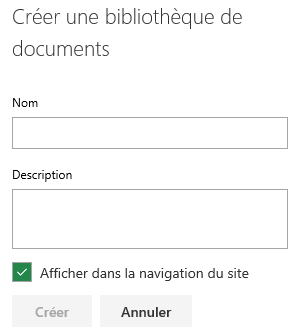 Créer une bibliothèque de
documents
Nom
Description
Afficher dans la navigation du site
Créer Annuler